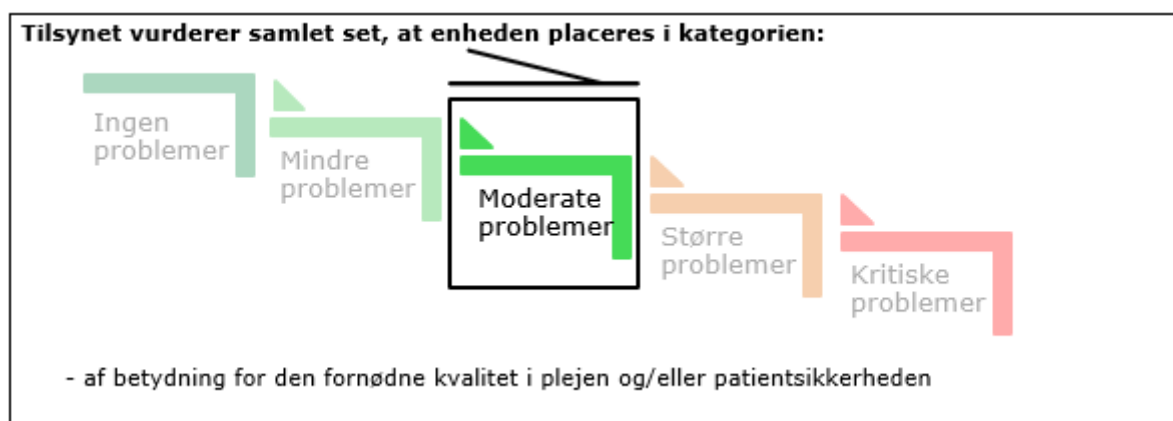 Tilsynet vurderer samlet set, at enheden placeres i kategorien:
Ingen
problemer
Mindre
problemer
Moderate
problemer
Større
problemer
Kritiske
problemer
- af betydning for den fornødne kvalitet i plejen og/eller patientsikkerheden